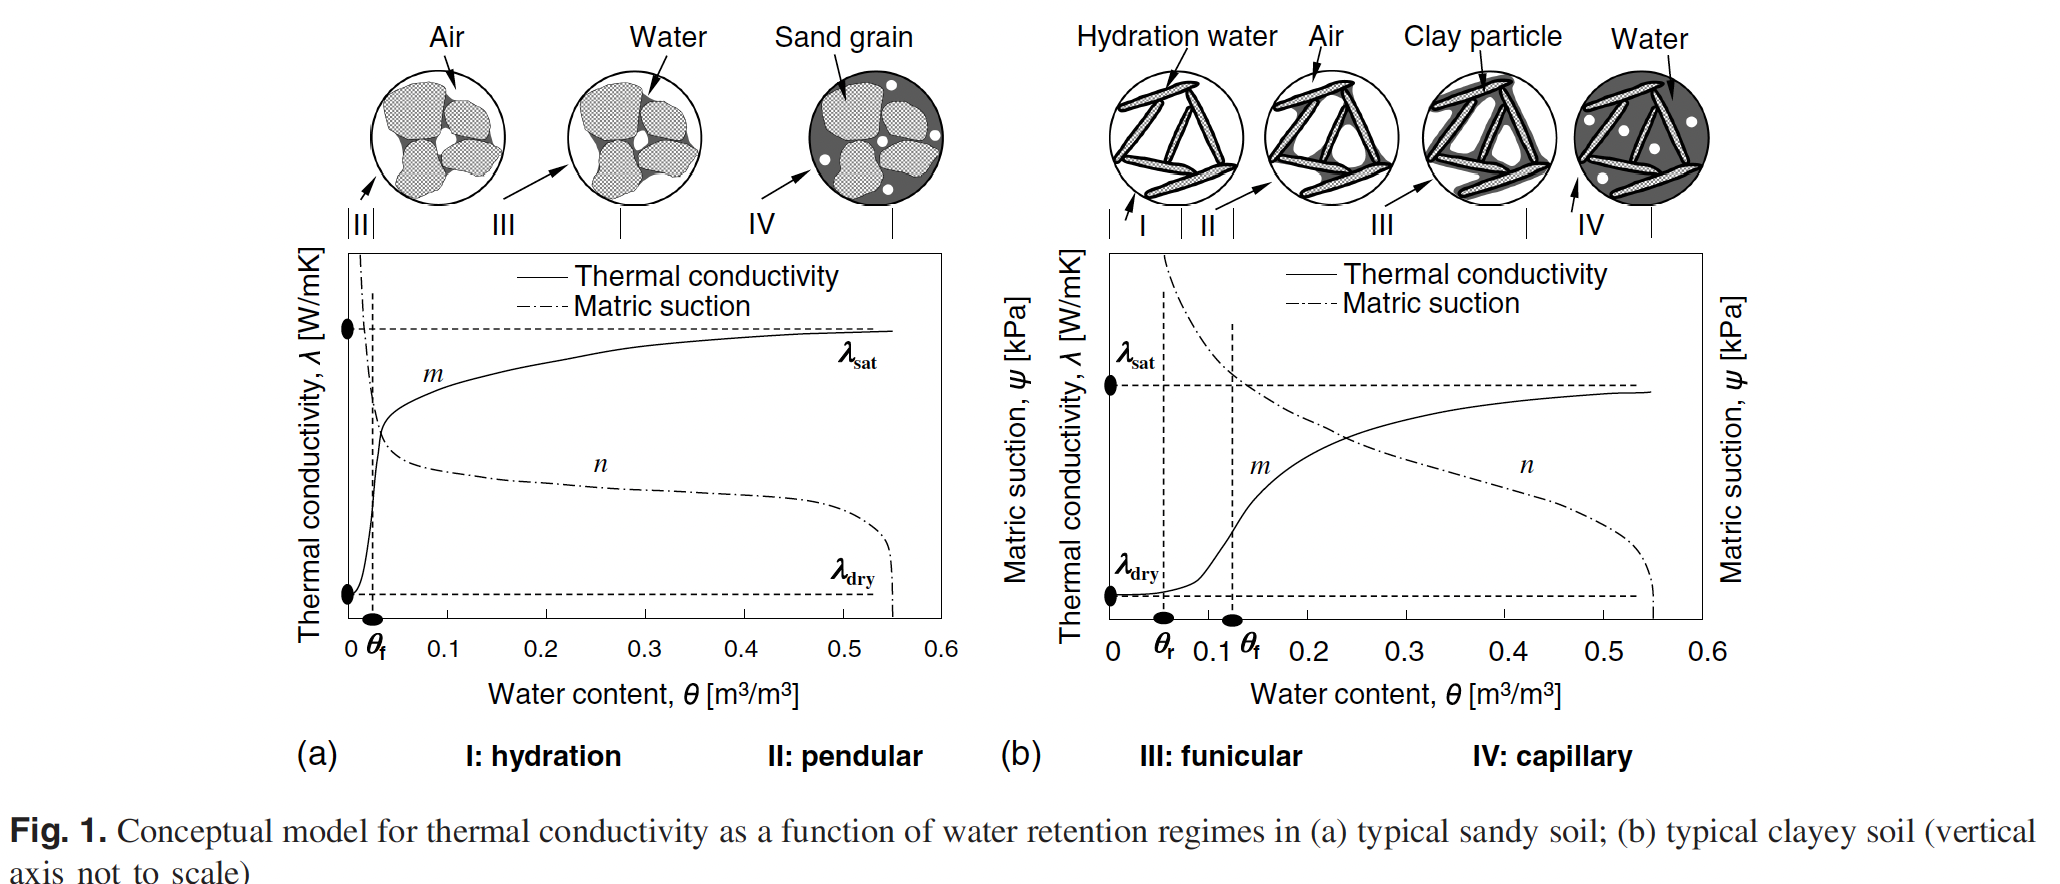 Air Water Sand grain
II III IV
Thermal conductivity, λ [W/mK]
Thermal conductivity
Matric suction
m
n
λsat
λdry
0 θf 0.1 0.2 0.3 0.4 0.5 0.6
Water content, θ [m³/m³]
Matric suction, ψ [kPa]
(a)
Hydration water Air Clay particle Water
I II III IV
Thermal conductivity, λ [W/mK]
Thermal conductivity
Matric suction
λsat
m
n
λdry
0 θr 0.1 θf 0.2 0.3 0.4 0.5 0.6
Water content, θ [m³/m³]
Matric suction, ψ [kPa]
(b)
I: hydration II: pendular III: funicular IV: capillary
Fig. 1. Conceptual model for thermal conductivity as a function of water retention regimes in (a) typical sandy soil; (b) typical clayey soil (vertical
axis not to scale)